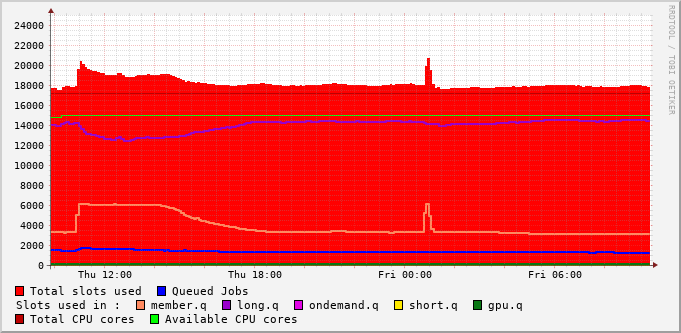 RRDTOOL / TOBI OETIKER
24000
22000
20000
18000
16000
14000
12000
10000
8000
6000
4000
2000
0
Thu 12:00 Thu 18:00 Fri 00:00 Fri 06:00
Total slots used Queued Jobs
Slots used in : member.q long.q ondemand.q short.q gpu.q
Total CPU cores Available CPU cores